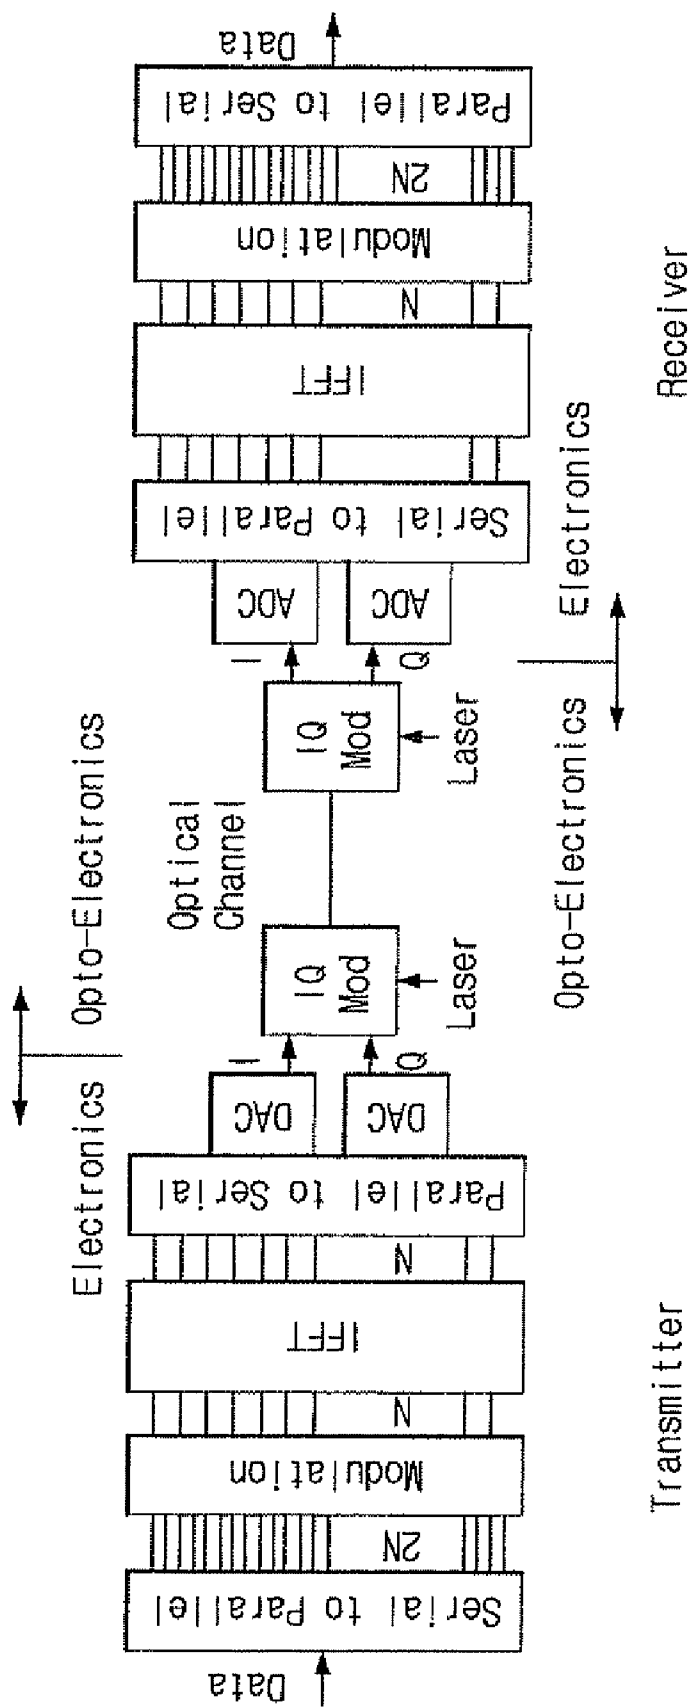 Data
Serial to Parallel
2N
Modulation
N
IFFT
N
Parallel to Serial
DAC
DAC
I
Q
IQ
Mod
Laser
Electronics
Opto-Electronics
Optical
Channel
Transmitter
IQ
Mod
Laser
I
Q
ADC
ADC
Opto-Electronics
Electronics
Serial to Parallel
IFFT
N
Modulation
2N
Parallel to Serial
Data
Receiver